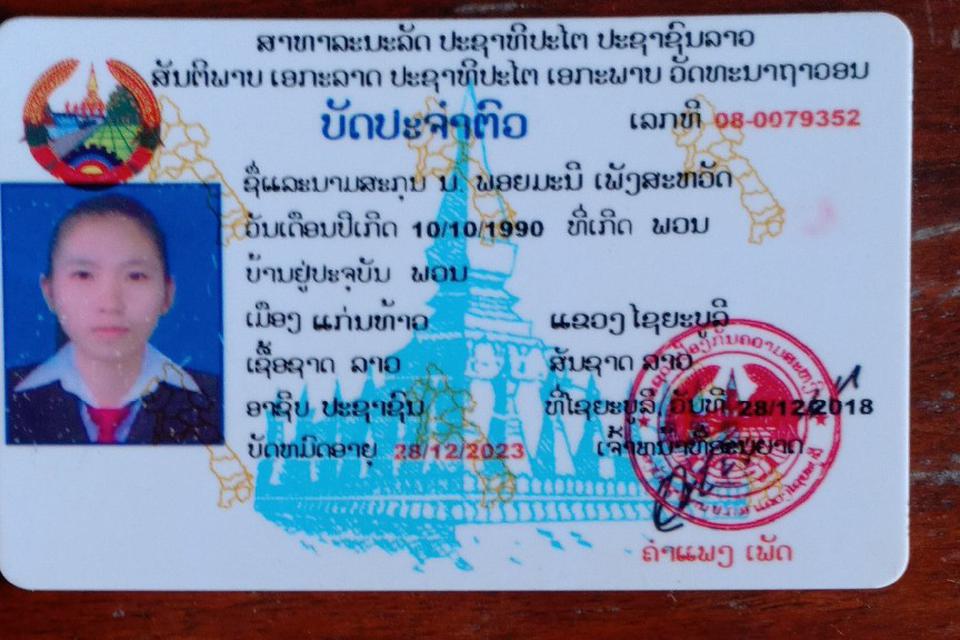 ສາທາລະນະລັດ ປະຊາທິປະໄຕ ປະຊາຊົນລາວ
ສັນຕິພາບ ເອກະລາດ ປະຊາທິປະໄຕ ເອກະພາບ ວັດທະນາຖາວອນ
ບັດປະຈຳຕົວ ເລກທີ 08-0079352
ຊື່ແລະນາມສະກຸນ ນ. ພອຍມະນີ ເພັງສະຫວັດ
ວັນເດືອນປີເກີດ 10/10/1990 ທີ່ເກີດ ພອນ
ບ້ານຢູ່ປະຈຸບັນ ພອນ
ເມືອງ ແກ່ນທ້າວ ແຂວງ ໄຊຍະບູລີ
ເຊື້ອຊາດ ລາວ ສັນຊາດ ລາວ
ອາຊີບ ປະຊາຊົນ ທີ່ໄຊຍະບູລີ, ວັນທີ 28/12/2018
ບັດຫມົດອາຍຸ 28/12/2023 ເຈົ້າຫນ້າທີ່ອະນຸຍາດ
ຄຳແພງ ເພັດ